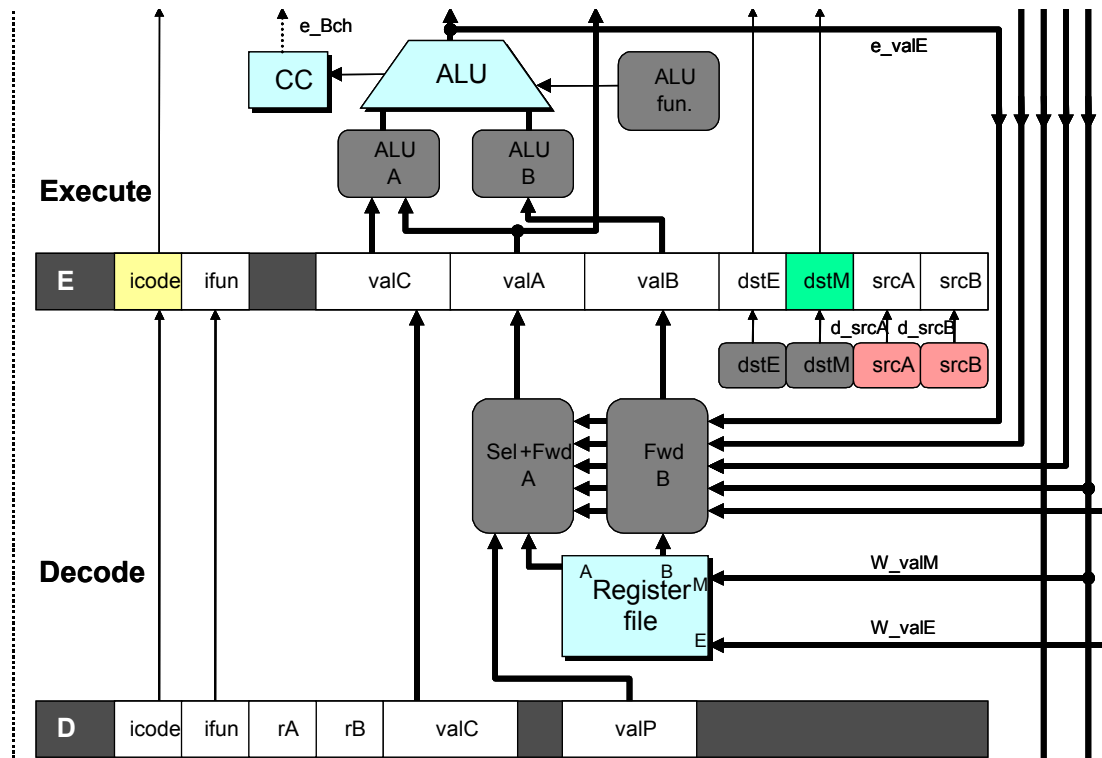 e_Bch
e_valE
CC
ALU
ALU
fun.
ALU
A
ALU
B
Execute
E
icode
ifun
valC
valA
valB
dstE
dstM
srcA
srcB
d_srcA
d_srcB
dstE
dstM
srcA
srcB
Sel+Fwd
A
Fwd
B
Decode
A
B
M
Register
file
E
W_valM
W_valE
D
icode
ifun
rA
rB
valC
valP